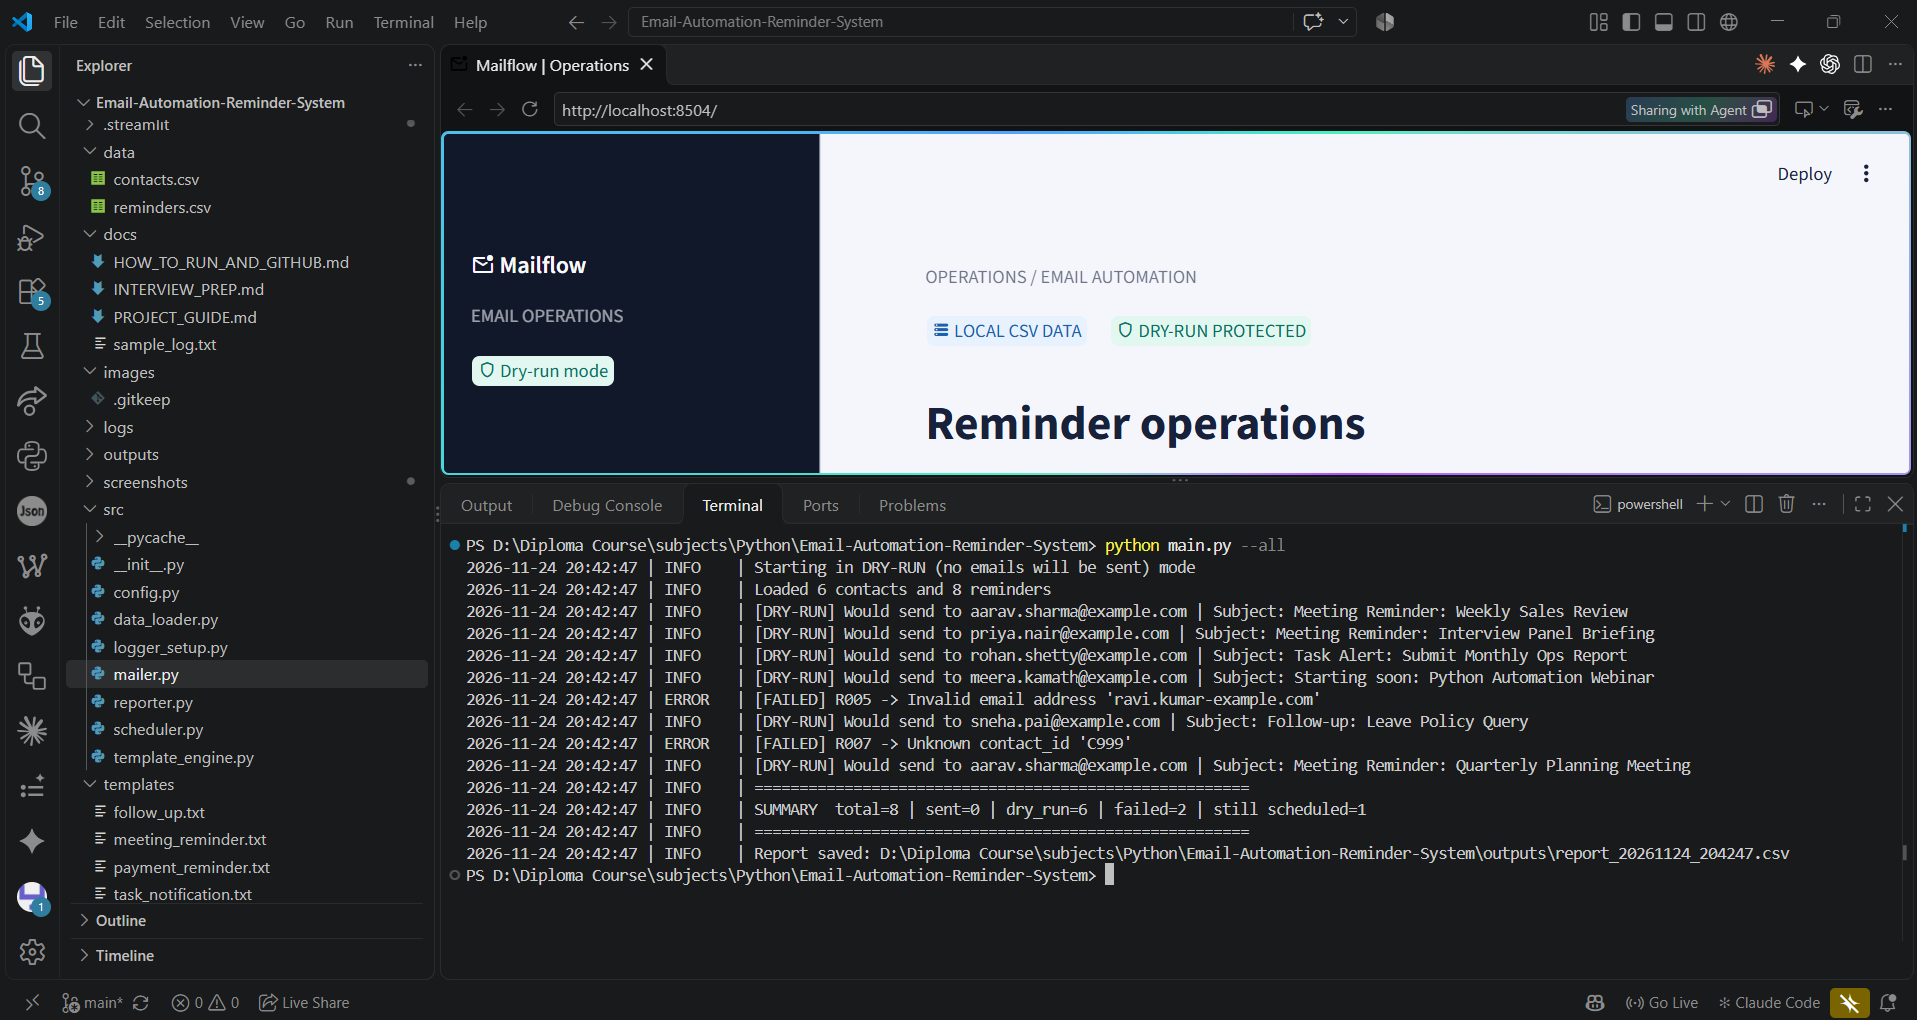 File Edit Selection View Go Run Terminal Help
Email-Automation-Reminder-System
Explorer
Email-Automation-Reminder-System
.streamlit
data
contacts.csv
reminders.csv
docs
HOW_TO_RUN_AND_GITHUB.md
INTERVIEW_PREP.md
PROJECT_GUIDE.md
sample_log.txt
images
.gitkeep
logs
outputs
screenshots
src
__pycache__
__init__.py
config.py
data_loader.py
logger_setup.py
mailer.py
reporter.py
scheduler.py
template_engine.py
templates
follow_up.txt
meeting_reminder.txt
payment_reminder.txt
task_notification.txt
Outline
Timeline
8
5
Json
1
Mailflow | Operations
http://localhost:8504/
Sharing with Agent
Mailflow
EMAIL OPERATIONS
Dry-run mode
Deploy
OPERATIONS / EMAIL AUTOMATION
LOCAL CSV DATA DRY-RUN PROTECTED
Reminder operations
Output Debug Console Terminal Ports Problems
powershell
PS D:\Diploma Course\subjects\Python\Email-Automation-Reminder-System> python main.py --all
2026-11-24 20:42:47 | INFO | Starting in DRY-RUN (no emails will be sent) mode
2026-11-24 20:42:47 | INFO | Loaded 6 contacts and 8 reminders
2026-11-24 20:42:47 | INFO | [DRY-RUN] Would send to aarav.sharma@example.com | Subject: Meeting Reminder: Weekly Sales Review
2026-11-24 20:42:47 | INFO | [DRY-RUN] Would send to priya.nair@example.com | Subject: Meeting Reminder: Interview Panel Briefing
2026-11-24 20:42:47 | INFO | [DRY-RUN] Would send to rohan.shetty@example.com | Subject: Task Alert: Submit Monthly Ops Report
2026-11-24 20:42:47 | INFO | [DRY-RUN] Would send to meera.kamath@example.com | Subject: Starting soon: Python Automation Webinar
2026-11-24 20:42:47 | ERROR | [FAILED] R005 -> Invalid email address 'ravi.kumar-example.com'
2026-11-24 20:42:47 | INFO | [DRY-RUN] Would send to sneha.pai@example.com | Subject: Follow-up: Leave Policy Query
2026-11-24 20:42:47 | ERROR | [FAILED] R007 -> Unknown contact_id 'C999'
2026-11-24 20:42:47 | INFO | [DRY-RUN] Would send to aarav.sharma@example.com | Subject: Meeting Reminder: Quarterly Planning Meeting
2026-11-24 20:42:47 | INFO | =======================================================
2026-11-24 20:42:47 | INFO | SUMMARY total=8 | sent=0 | dry_run=6 | failed=2 | still scheduled=1
2026-11-24 20:42:47 | INFO | =======================================================
2026-11-24 20:42:47 | INFO | Report saved: D:\Diploma Course\subjects\Python\Email-Automation-Reminder-System\outputs\report_20261124_204247.csv
PS D:\Diploma Course\subjects\Python\Email-Automation-Reminder-System>
main* 0 0 Live Share
Go Live Claude Code